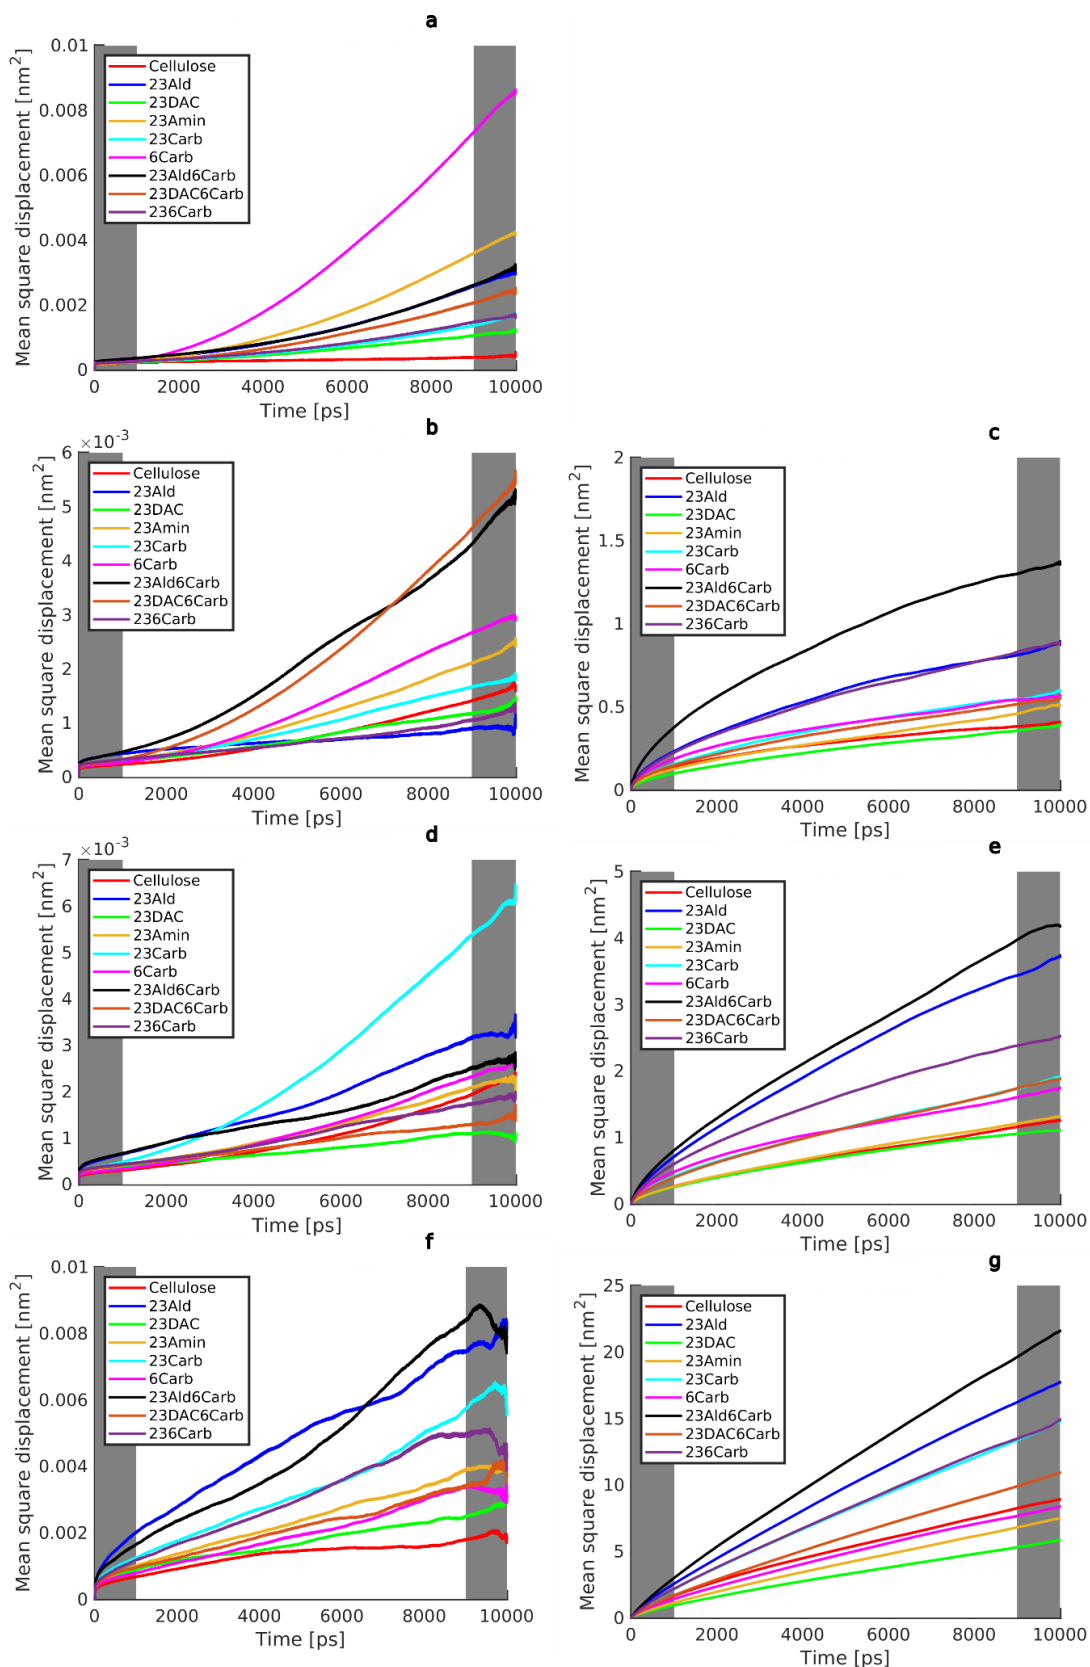 a
Mean square displacement [nm²]
0.01
0.008
0.006
0.004
0.002
0
Cellulose
23Ald
23DAC
23Amin
23Carb
6Carb
23Ald6Carb
23DAC6Carb
236Carb
0 2000 4000 6000 8000 10000
Time [ps]
b
×10⁻³
Mean square displacement [nm²]
6
5
4
3
2
1
0
Cellulose
23Ald
23DAC
23Amin
23Carb
6Carb
23Ald6Carb
23DAC6Carb
236Carb
0 2000 4000 6000 8000 10000
Time [ps]
c
Mean square displacement [nm²]
2
1.5
1
0.5
0
Cellulose
23Ald
23DAC
23Amin
23Carb
6Carb
23Ald6Carb
23DAC6Carb
236Carb
0 2000 4000 6000 8000 10000
Time [ps]
d
×10⁻³
Mean square displacement [nm²]
7
6
5
4
3
2
1
0
Cellulose
23Ald
23DAC
23Amin
23Carb
6Carb
23Ald6Carb
23DAC6Carb
236Carb
0 2000 4000 6000 8000 10000
Time [ps]
e
Mean square displacement [nm²]
5
4
3
2
1
0
Cellulose
23Ald
23DAC
23Amin
23Carb
6Carb
23Ald6Carb
23DAC6Carb
236Carb
0 2000 4000 6000 8000 10000
Time [ps]
f
Mean square displacement [nm²]
0.01
0.008
0.006
0.004
0.002
0
Cellulose
23Ald
23DAC
23Amin
23Carb
6Carb
23Ald6Carb
23DAC6Carb
236Carb
0 2000 4000 6000 8000 10000
Time [ps]
g
Mean square displacement [nm²]
25
20
15
10
5
0
Cellulose
23Ald
23DAC
23Amin
23Carb
6Carb
23Ald6Carb
23DAC6Carb
236Carb
0 2000 4000 6000 8000 10000
Time [ps]